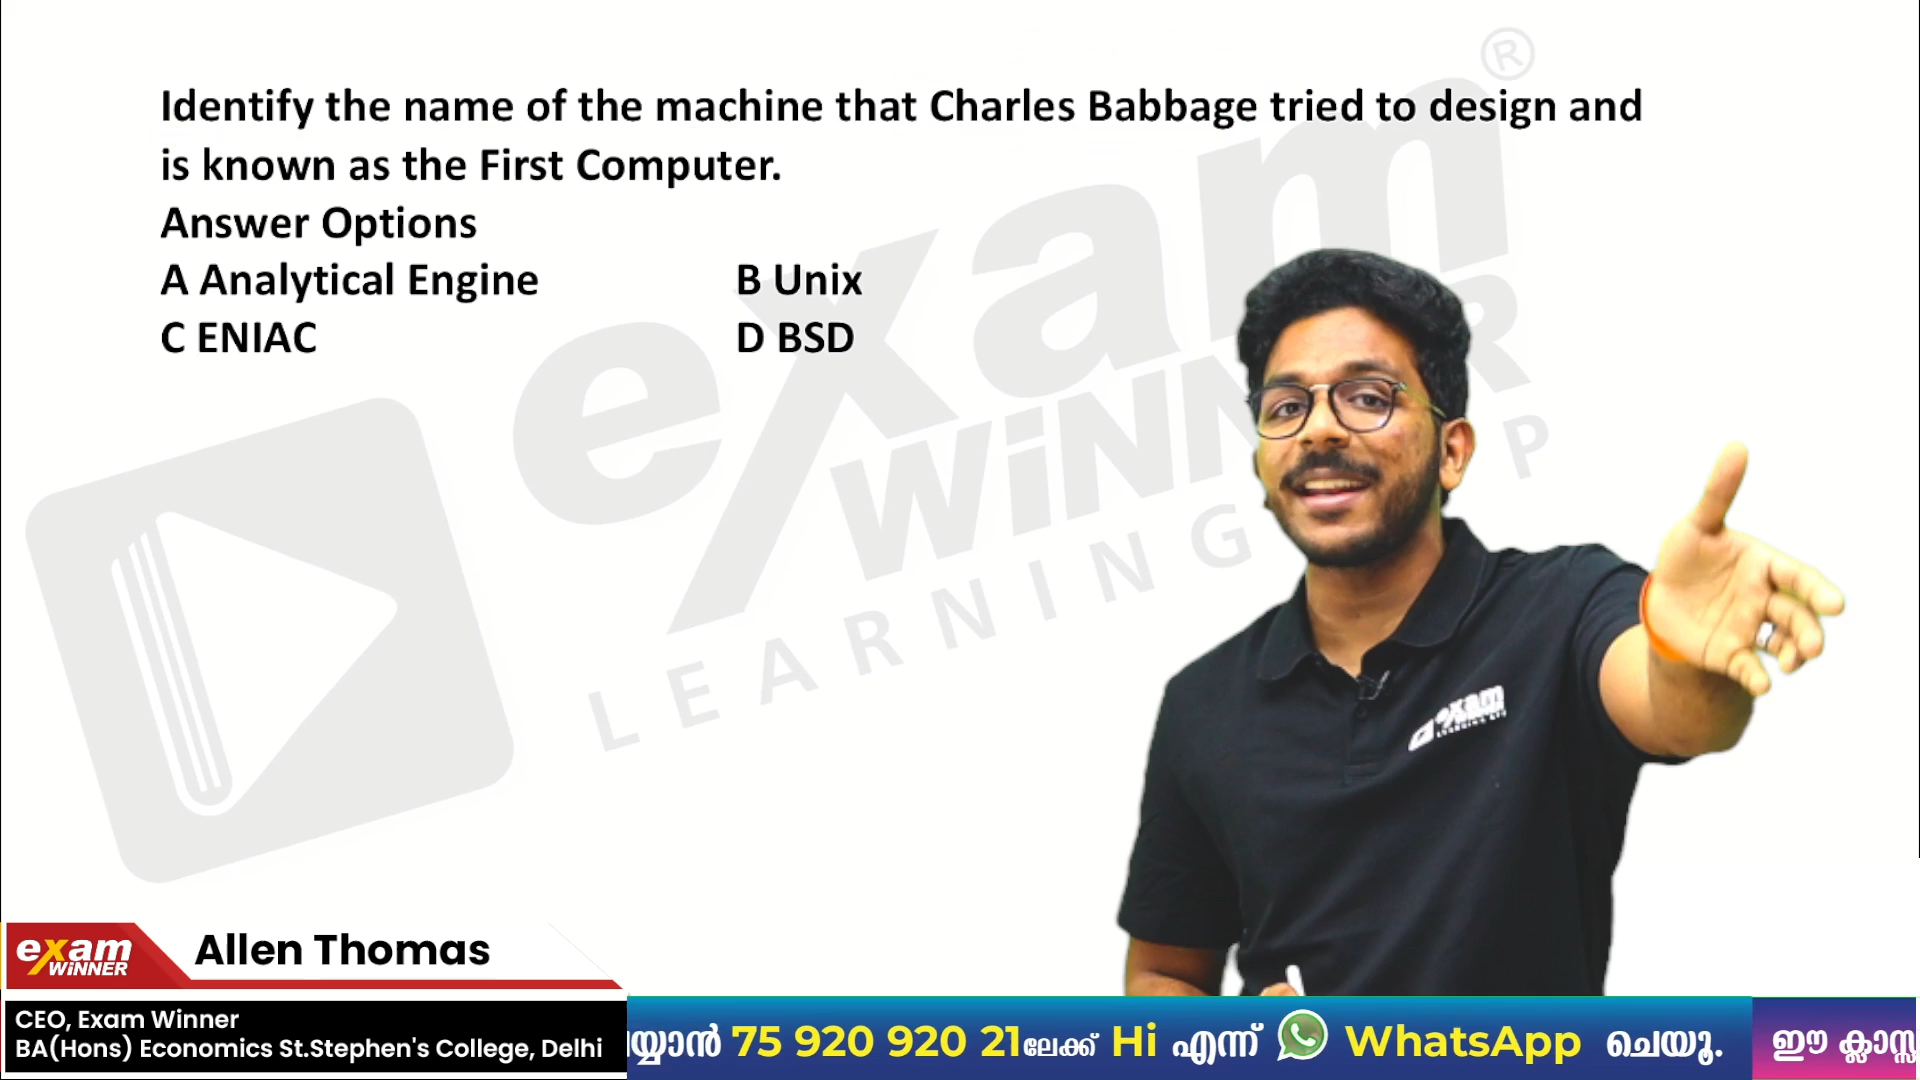 Identify the name of the machine that Charles Babbage tried to design and
is known as the First Computer.
Answer Options
A Analytical Engine B Unix
C ENIAC D BSD
exam
WiNNER
LEARNING
P
®
exam
exam
WiNNER
Allen Thomas
CEO, Exam Winner
BA(Hons) Economics St.Stephen's College, Delhi
75 920 920 21ലേക്ക് Hi എന്ന് WhatsApp ചെയൂ. ഈ